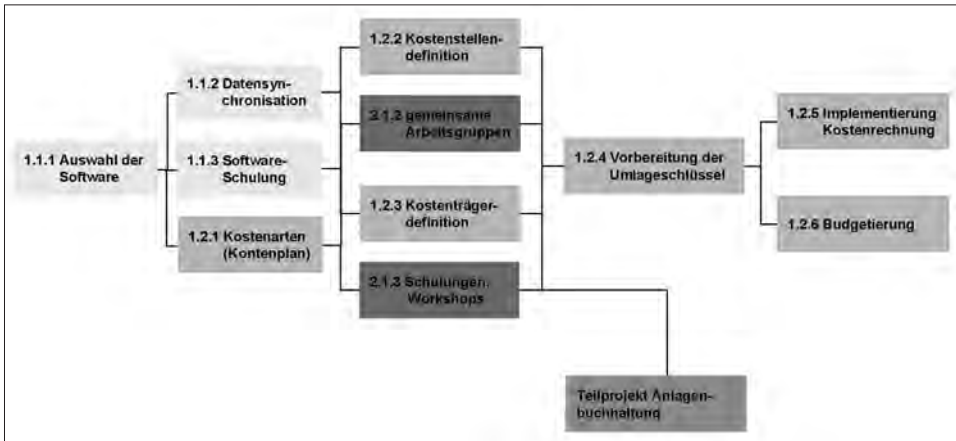 1.1.1 Auswahl der
Software
1.1.2 Datensyn-
chronisation
1.1.3 Software-
Schulung
1.2.1 Kostenarten
(Kontenplan)
1.2.2 Kostenstellen-
definition
2.1.2 gemeinsame
Arbeitsgruppen
1.2.3 Kostenträger-
definition
2.1.3 Schulungen,
Workshops
1.2.4 Vorbereitung der
Umlageschlüssel
Teilprojekt Anlagen-
buchhaltung
1.2.5 Implementierung
Kostenrechnung
1.2.6 Budgetierung